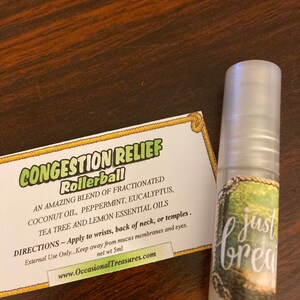 CONGESTION RELIEF
Rollerball
AN AMAZING BLEND OF FRACTIONATED
COCONUT OIL, PEPPERMINT, EUCALYPTUS,
TEA TREE AND LEMON ESSENTIAL OILS
DIRECTIONS ~ Apply to wrists, back of neck, or temples .
External Use Only...Keep away from mucus membranes and eyes.
net wt 5ml
www.OccasionalTreasures.com
just
brea